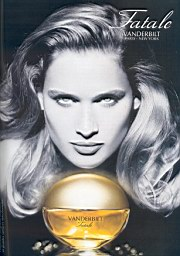 Fatale
VANDERBILT
PARIS · NEW YORK
VANDERBILT
Fatale